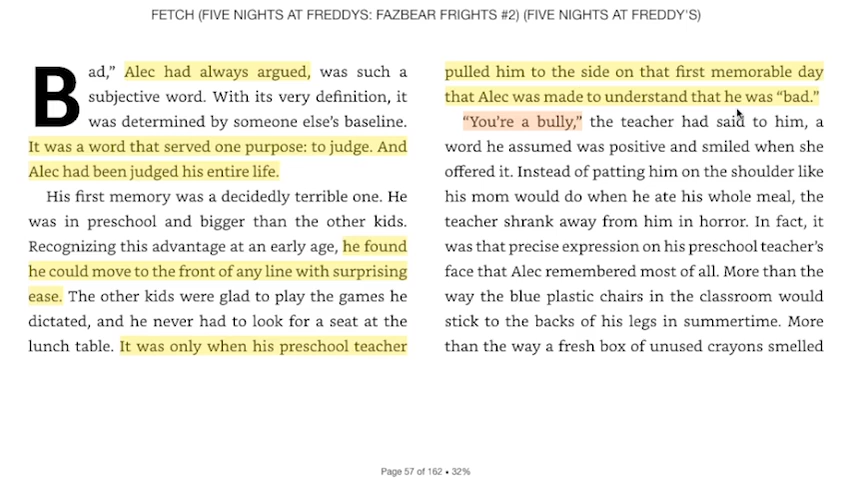 FETCH (FIVE NIGHTS AT FREDDYS: FAZBEAR FRIGHTS #2) (FIVE NIGHTS AT FREDDY'S)
Bad,” Alec had always argued, was such a
subjective word. With its very definition, it
was determined by someone else’s baseline.
It was a word that served one purpose: to judge. And
Alec had been judged his entire life.
His first memory was a decidedly terrible one. He
was in preschool and bigger than the other kids.
Recognizing this advantage at an early age, he found
he could move to the front of any line with surprising
ease. The other kids were glad to play the games he
dictated, and he never had to look for a seat at the
lunch table. It was only when his preschool teacher
pulled him to the side on that first memorable day
that Alec was made to understand that he was “bad.”
“You’re a bully,” the teacher had said to him, a
word he assumed was positive and smiled when she
offered it. Instead of patting him on the shoulder like
his mom would do when he ate his whole meal, the
teacher shrank away from him in horror. In fact, it
was that precise expression on his preschool teacher’s
face that Alec remembered most of all. More than the
way the blue plastic chairs in the classroom would
stick to the backs of his legs in summertime. More
than the way a fresh box of unused crayons smelled
Page 57 of 162 • 32%